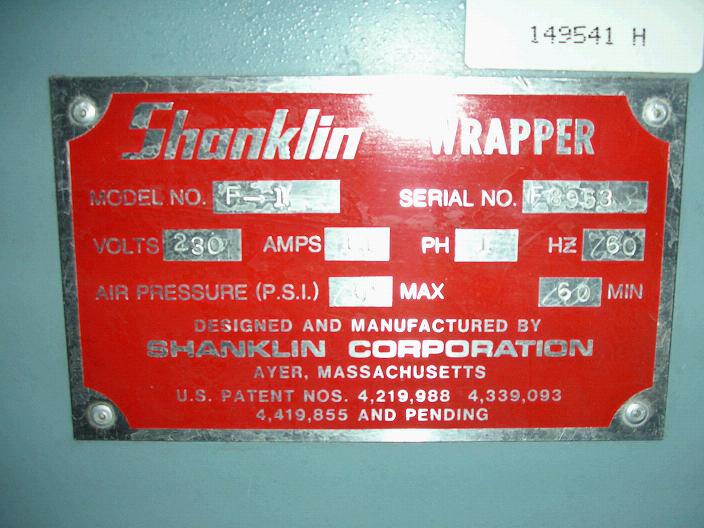 149541 H
Shanklin WRAPPER
MODEL NO. F-1 SERIAL NO. F8953
VOLTS 230 AMPS 11 PH 1 HZ 60
AIR PRESSURE (P.S.I.) MAX 60 MIN
DESIGNED AND MANUFACTURED BY
SHANKLIN CORPORATION
AYER, MASSACHUSETTS
U.S. PATENT NOS. 4,219,988 4,339,093
4,419,855 AND PENDING